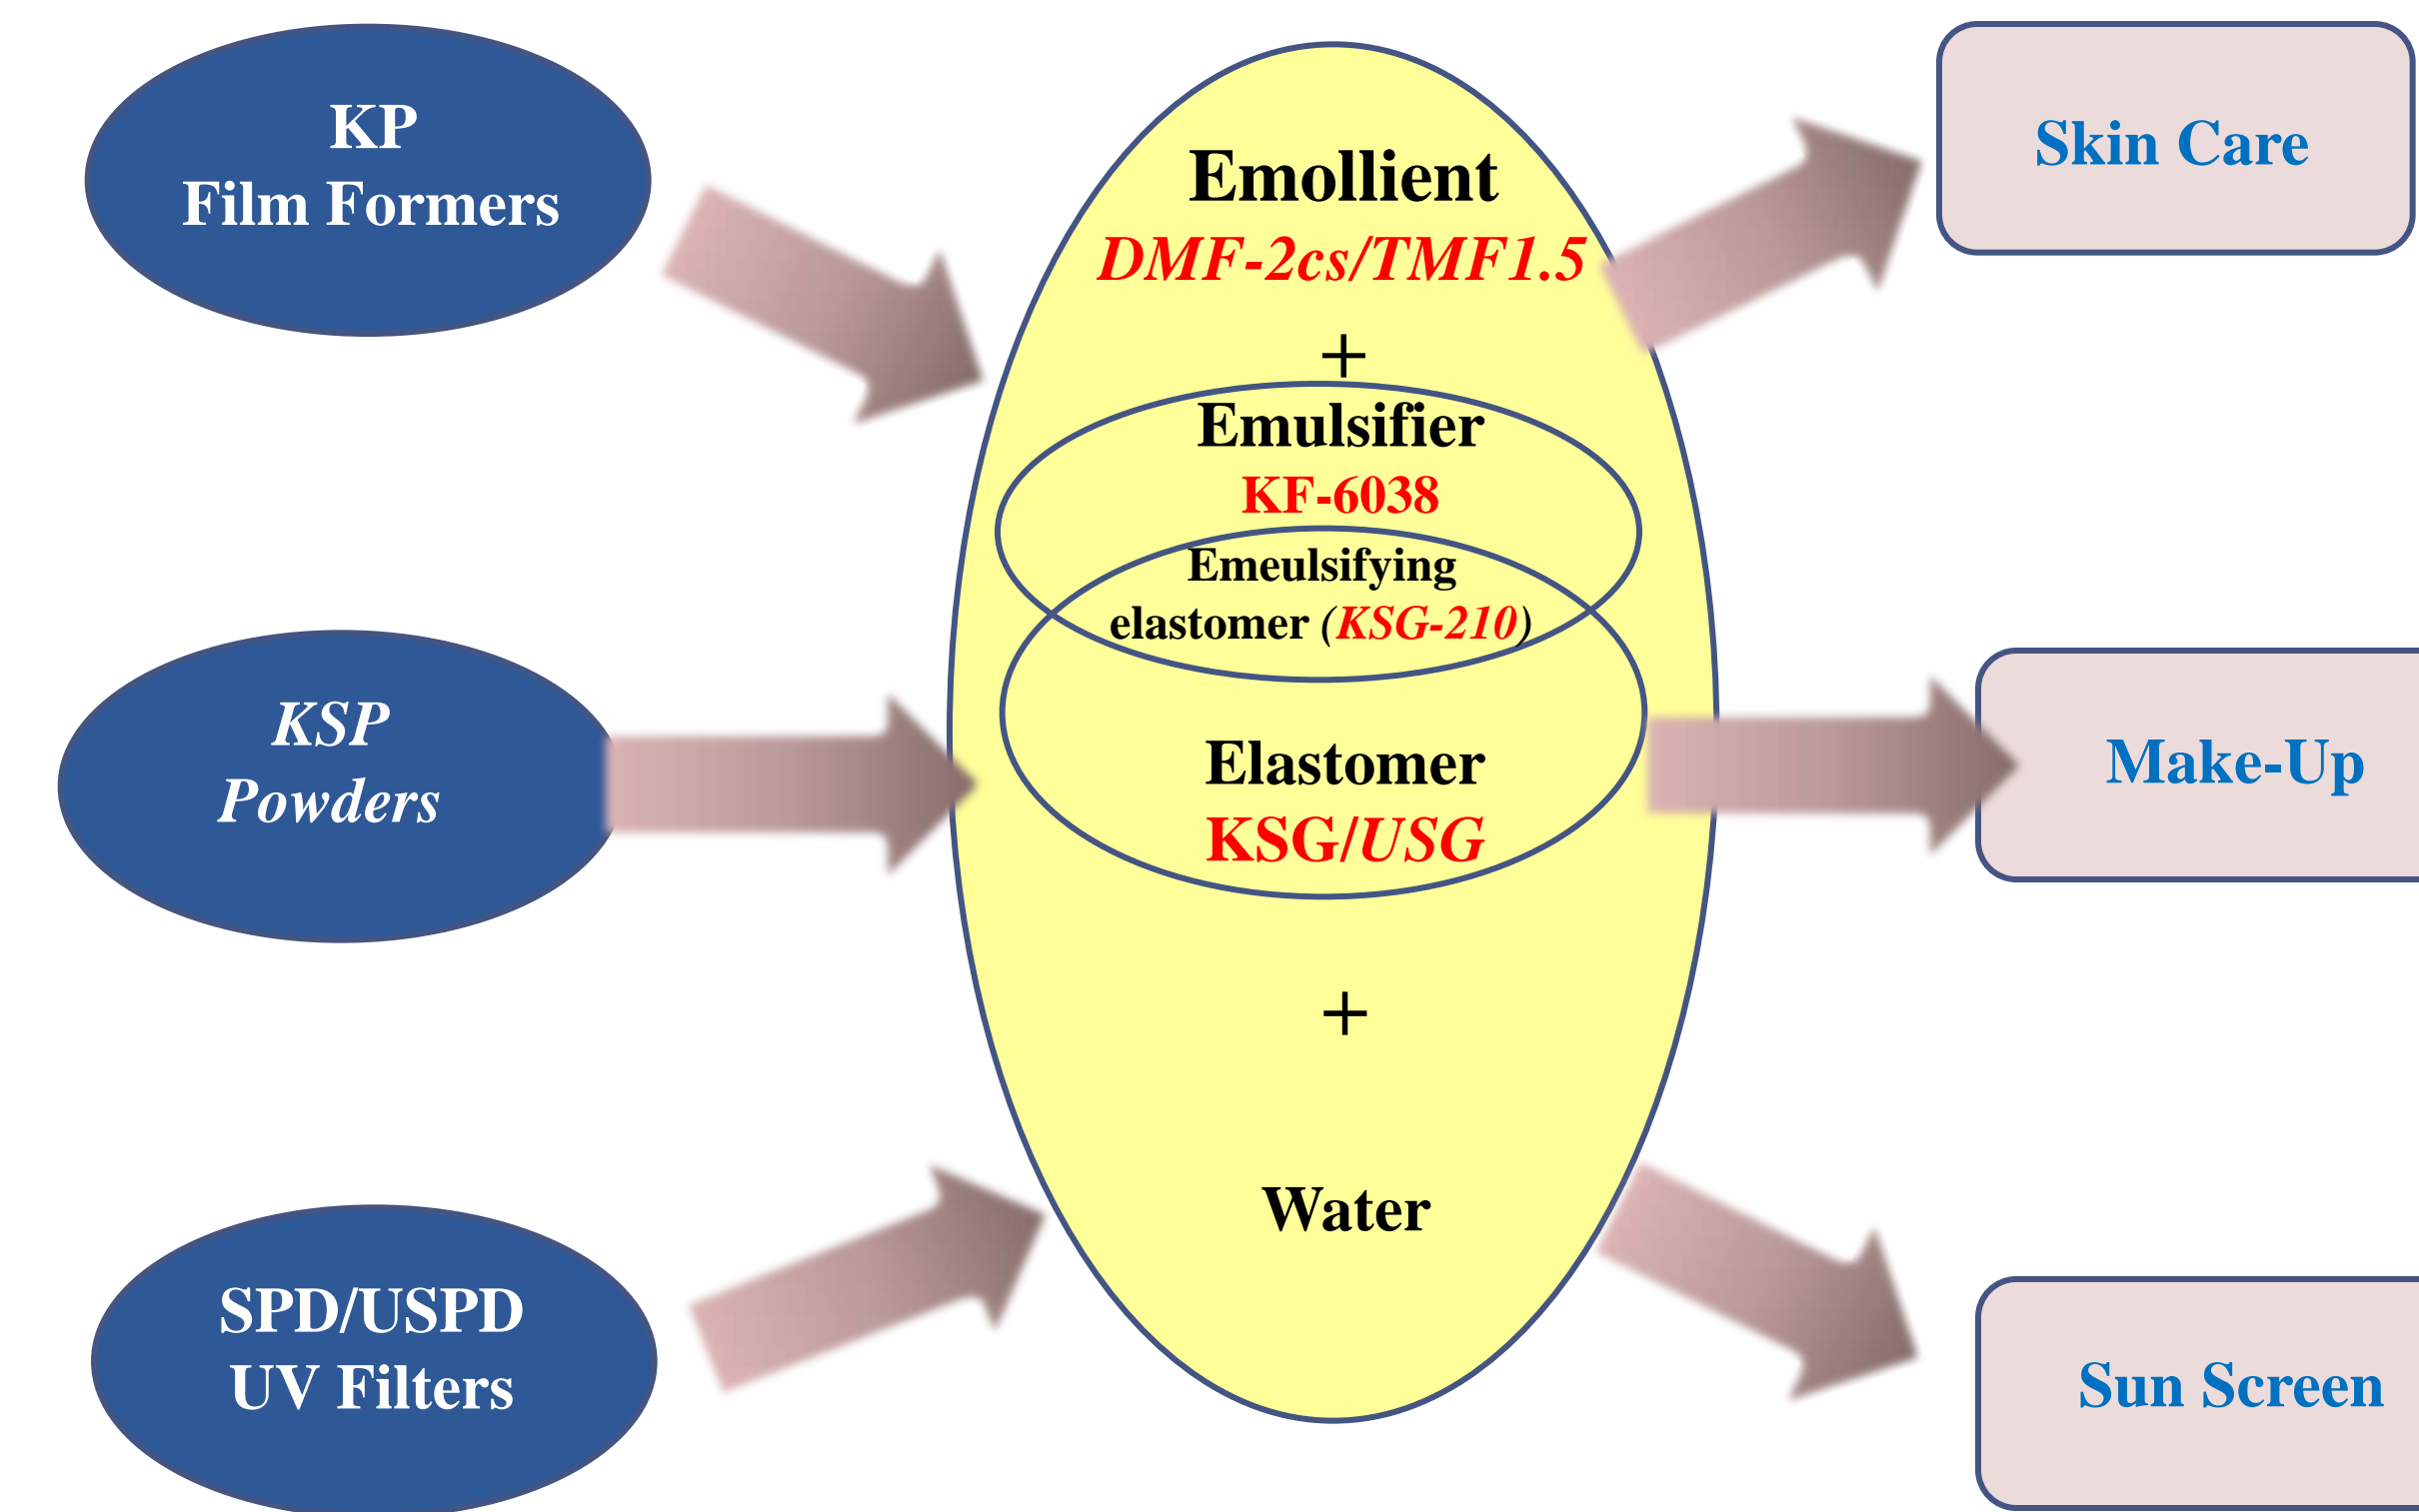 KP
Film Formers
KSP
Powders
SPD/USPD
UV Filters
Emollient
DMF-2cs/TMF1.5
+
Emulsifier
KF-6038
Emeulsifying
elastomer (KSG-210)
Elastomer
KSG/USG
+
Water
Skin Care
Make-Up
Sun Screen